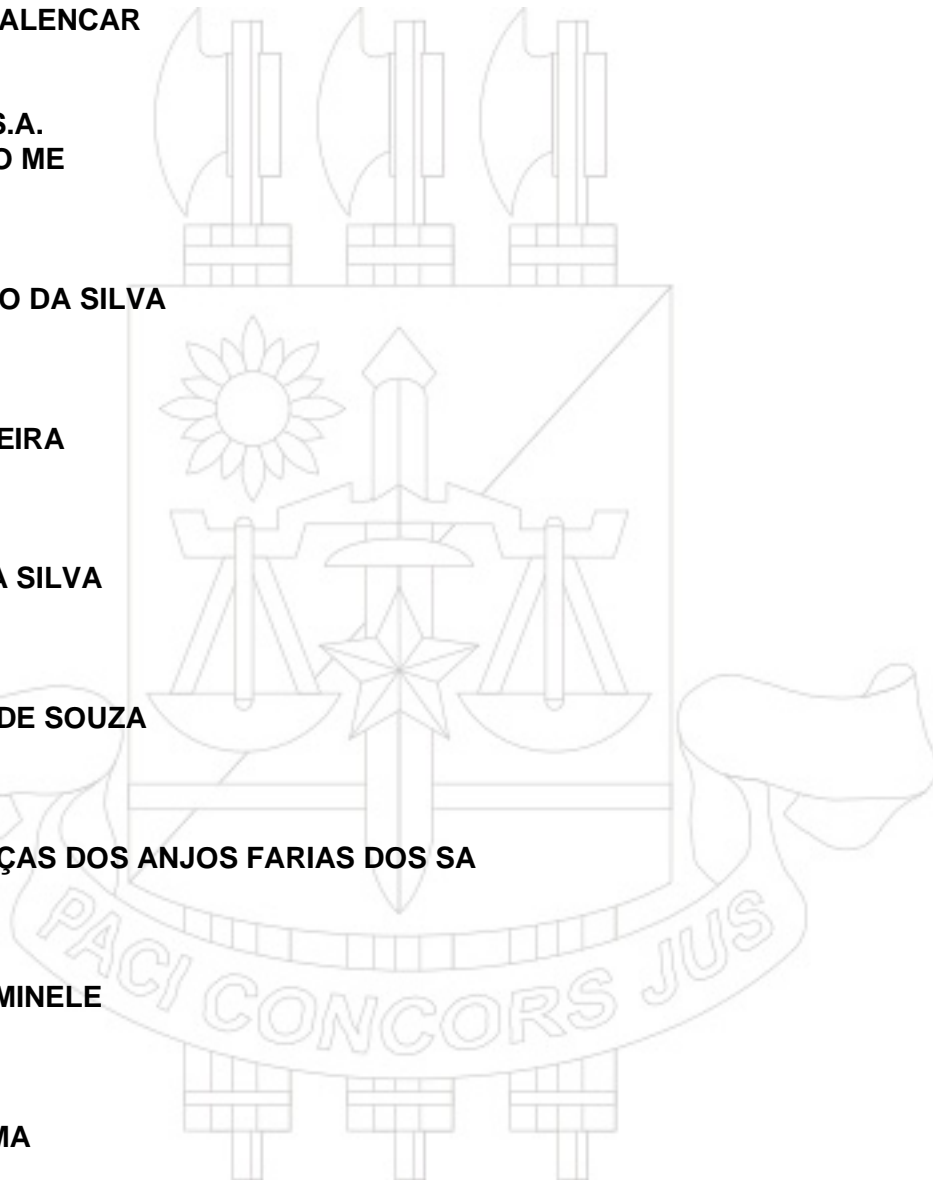 ALENCAR
S.A.
O ME
O DA SILVA
EIRA
A SILVA
DE SOUZA
ÇAS DOS ANJOS FARIAS DOS SA
PACI CONCORS JUS
MINELE
MA